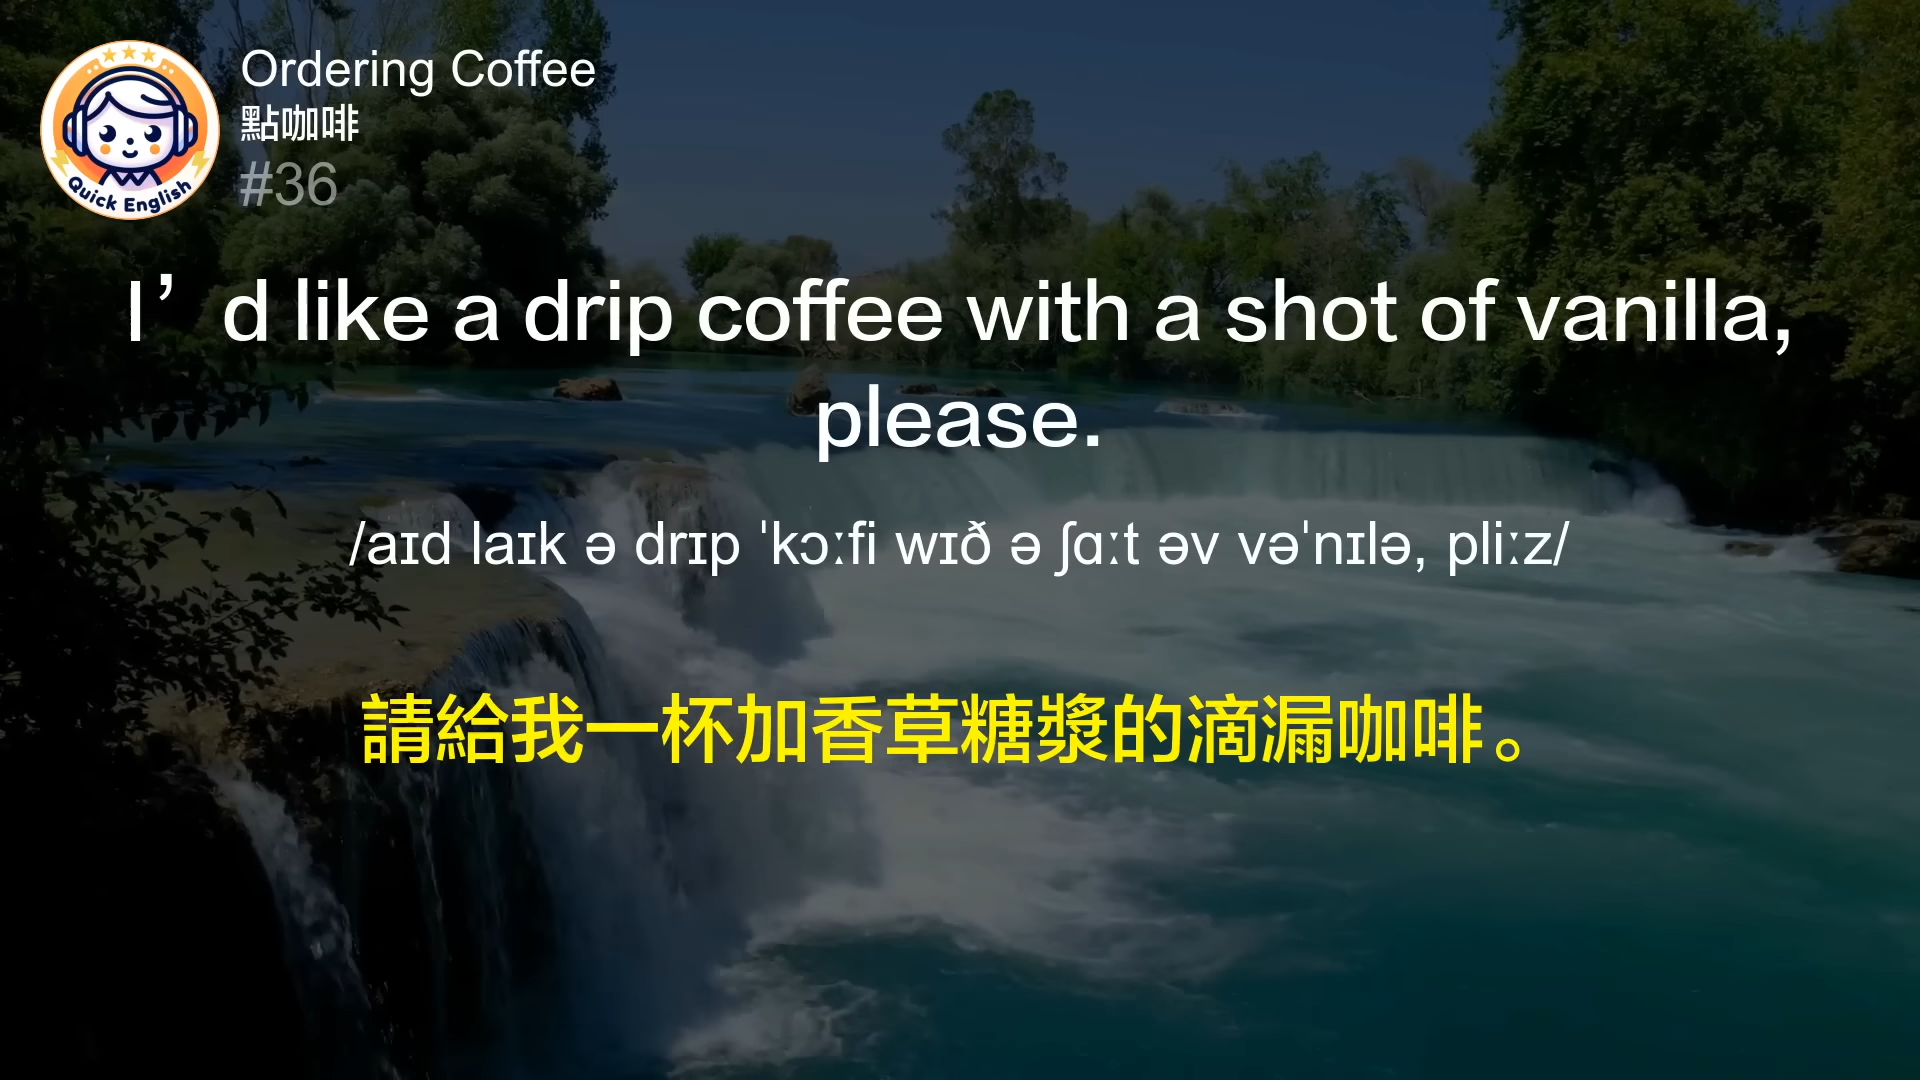 Quick English
Ordering Coffee
點咖啡
#36
I’d like a drip coffee with a shot of vanilla,
please.
/aɪd laɪk ə drɪp ˈkɔːfi wɪð ə ʃɑːt əv vəˈnɪlə, pliːz/
請給我一杯加香草糖漿的滴漏咖啡。